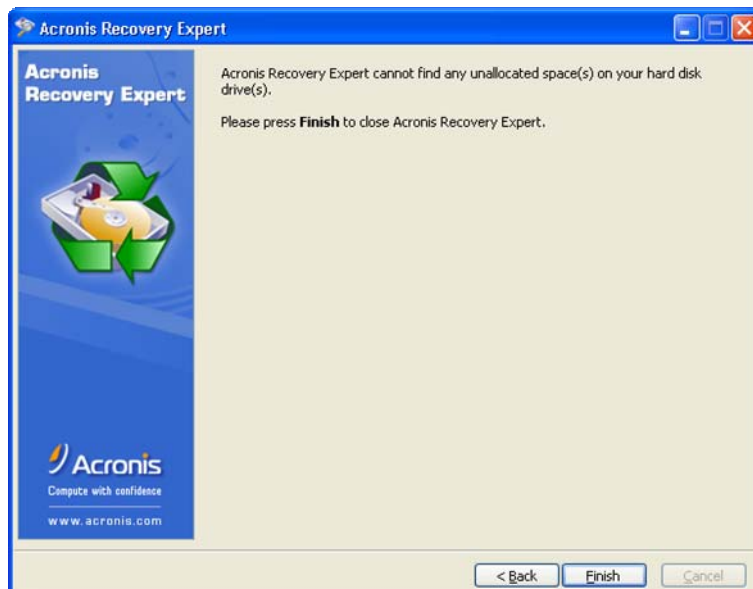 Acronis Recovery Expert
Acronis
Recovery Expert
Acronis Recovery Expert cannot find any unallocated space(s) on your hard disk
drive(s).
Please press Finish to close Acronis Recovery Expert.
Acronis
Compute with confidence
www.acronis.com
< Back
Finish
Cancel